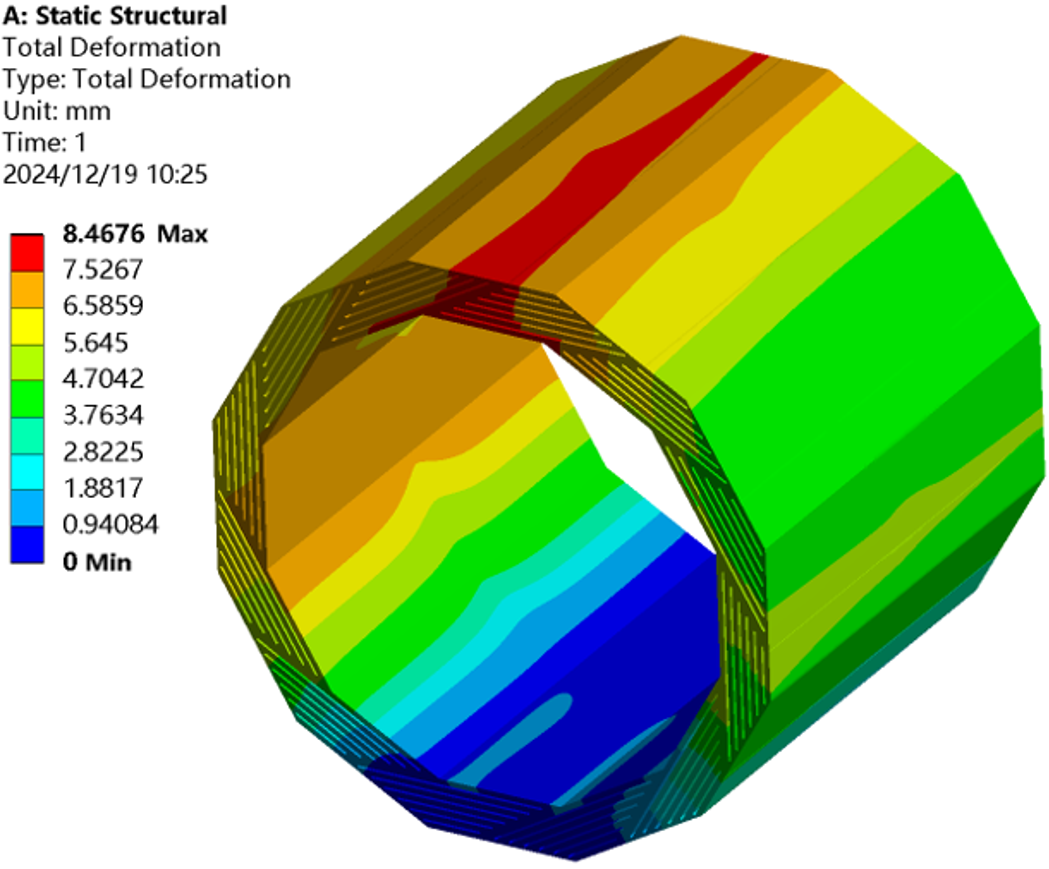 A: Static Structural
Total Deformation
Type: Total Deformation
Unit: mm
Time: 1
2024/12/19 10:25
8.4676 Max
7.5267
6.5859
5.645
4.7042
3.7634
2.8225
1.8817
0.94084
0 Min